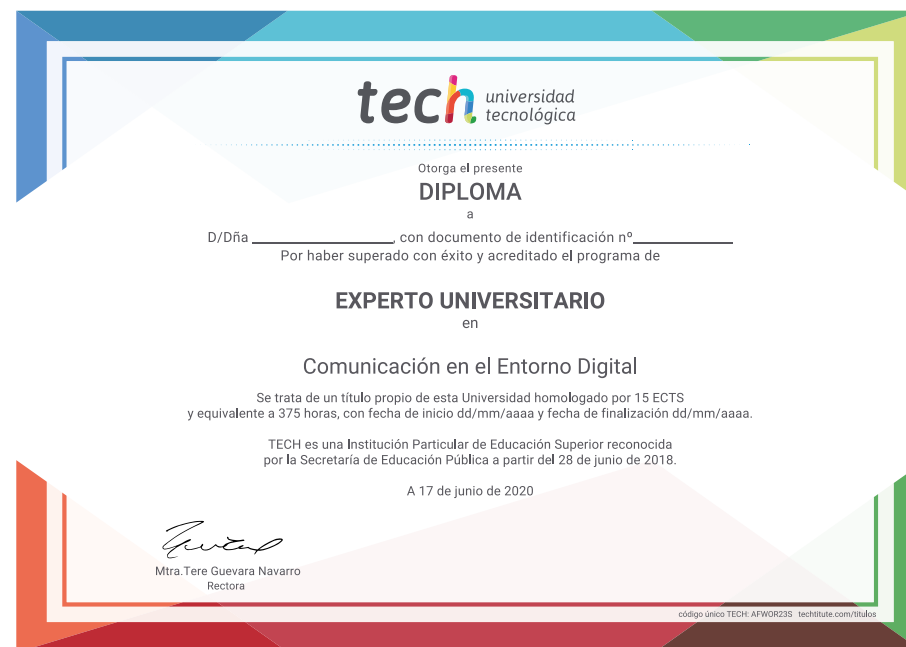 tech universidad
tecnológica
Otorga el presente
DIPLOMA
a
D/Dña ____________________, con documento de identificación nº______________
Por haber superado con éxito y acreditado el programa de
EXPERTO UNIVERSITARIO
en
Comunicación en el Entorno Digital
Se trata de un título propio de esta Universidad homologado por 15 ECTS
y equivalente a 375 horas, con fecha de inicio dd/mm/aaaa y fecha de finalización dd/mm/aaaa.
TECH es una Institución Particular de Educación Superior reconocida
por la Secretaría de Educación Pública a partir del 28 de junio de 2018.
A 17 de junio de 2020
Mtra.Tere Guevara Navarro
Rectora
código único TECH: AFWOR23S techtitute.com/titulos